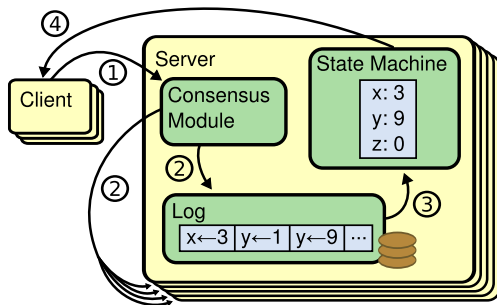 ④
①
Server
State Machine
Client
Consensus
Module
x: 3
y: 9
z: 0
②
②
③
Log
x←3 y←1 y←9 ...